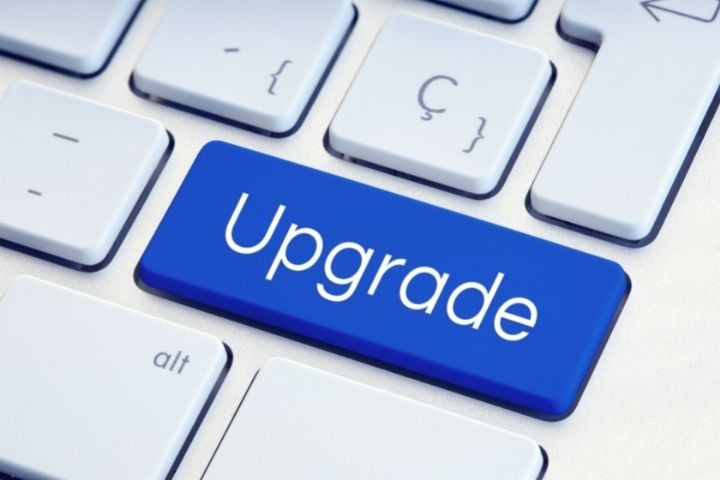 ´ {
Ç }
_
-
Upgrade
alt